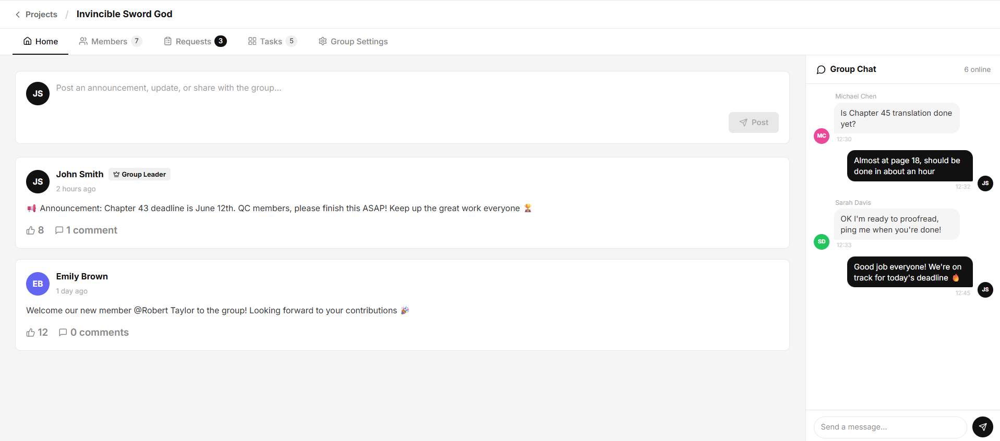 Projects / Invincible Sword God
Home
Members 7
Requests 3
Tasks 5
Group Settings
JS
Post an announcement, update, or share with the group...
Post
JS
John Smith
Group Leader
2 hours ago
📢 Announcement: Chapter 43 deadline is June 12th. QC members, please finish this ASAP! Keep up the great work everyone 🏆
8
1 comment
EB
Emily Brown
1 day ago
Welcome our new member @Robert Taylor to the group! Looking forward to your contributions 🎉
12
0 comments
Group Chat
6 online
Michael Chen
Is Chapter 45 translation done
yet?
MC
12:30
Almost at page 18, should be
done in about an hour
JS
12:32
Sarah Davis
OK I'm ready to proofread,
ping me when you're done!
SD
12:33
Good job everyone! We're on
track for today's deadline 🔥
JS
12:45
Send a message...